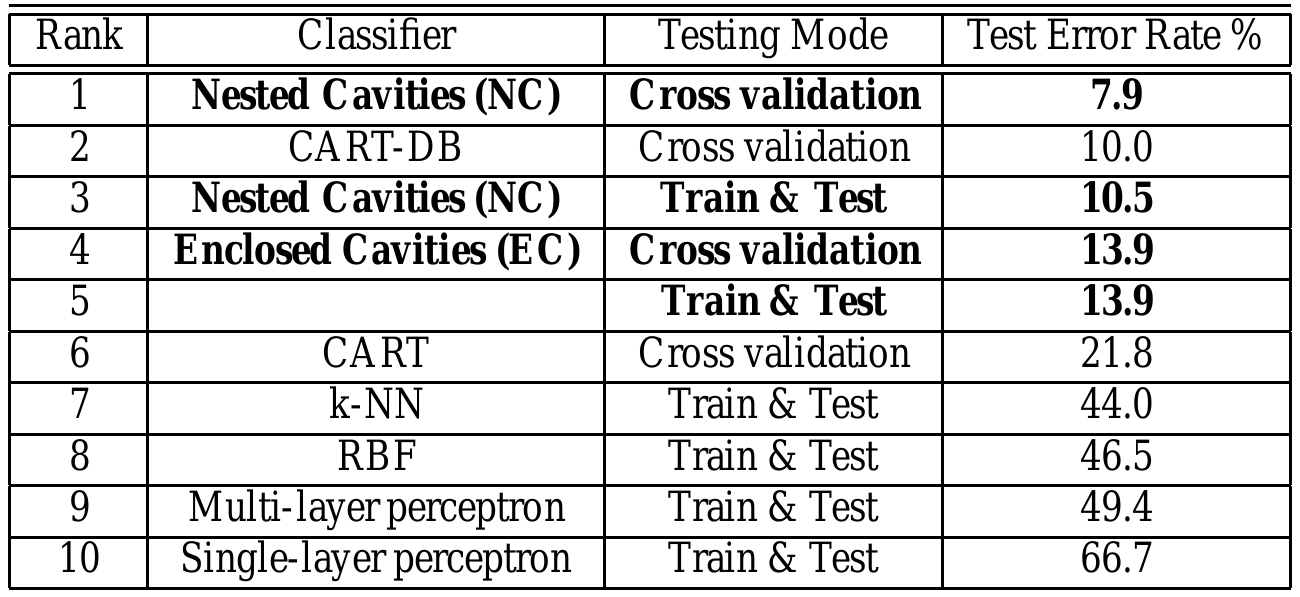 Rank Classifier Testing Mode Test Error Rate %
1 Nested Cavities (NC) Cross validation 7.9
2 CART-DB Cross validation 10.0
3 Nested Cavities (NC) Train & Test 10.5
4 Enclosed Cavities (EC) Cross validation 13.9
5 Train & Test 13.9
6 CART Cross validation 21.8
7 k-NN Train & Test 44.0
8 RBF Train & Test 46.5
9 Multi-layer perceptron Train & Test 49.4
10 Single-layer perceptron Train & Test 66.7